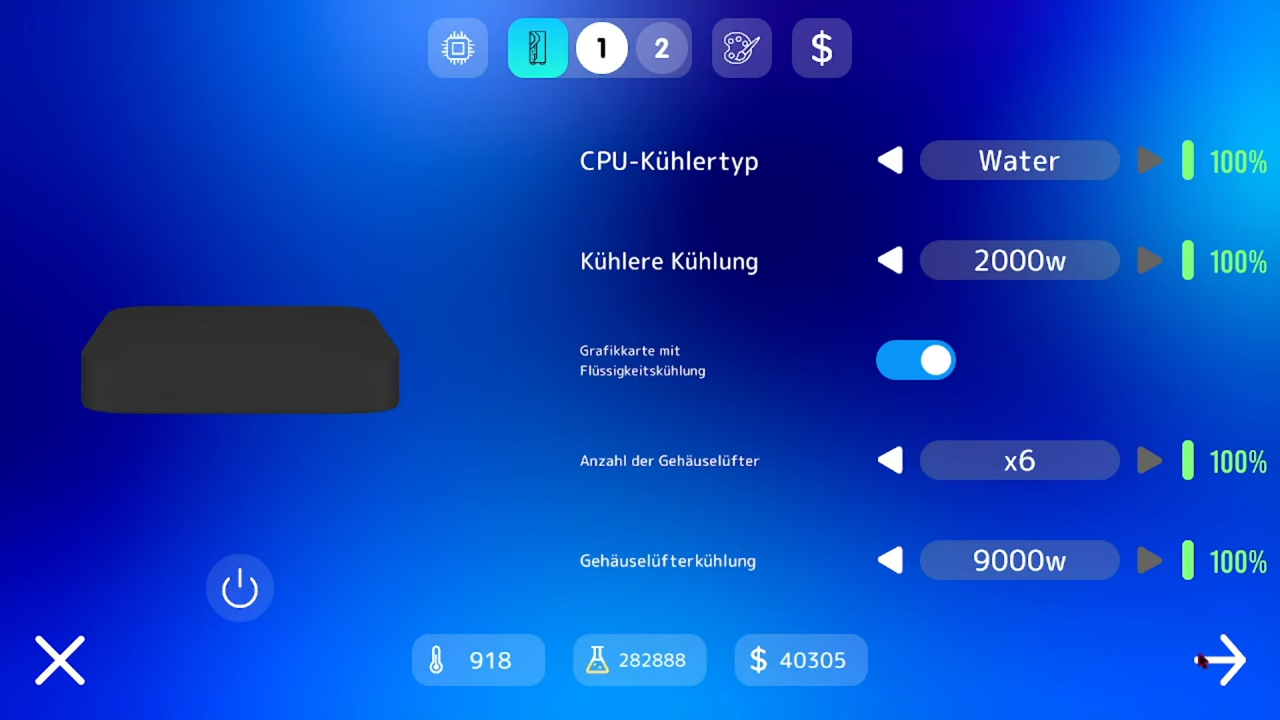 1
2
$
CPU-Kühlertyp
Water
100%
Kühlere Kühlung
2000w
100%
Grafikkarte mit
Flüssigkeitskühlung
Anzahl der Gehäuselüfter
x6
100%
Gehäuselüfterkühlung
9000w
100%
918
282888
$ 40305